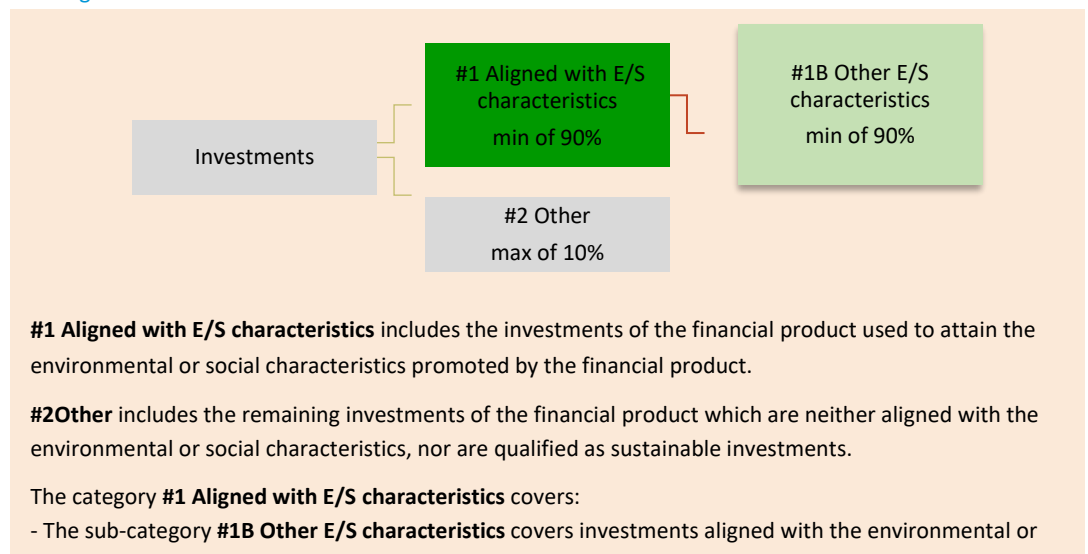 #1 Aligned with E/S
characteristics
min of 90%
#1B Other E/S
characteristics
min of 90%
Investments
#2 Other
max of 10%
#1 Aligned with E/S characteristics includes the investments of the financial product used to attain the
environmental or social characteristics promoted by the financial product.
#2Other includes the remaining investments of the financial product which are neither aligned with the
environmental or social characteristics, nor are qualified as sustainable investments.
The category #1 Aligned with E/S characteristics covers:
- The sub-category #1B Other E/S characteristics covers investments aligned with the environmental or